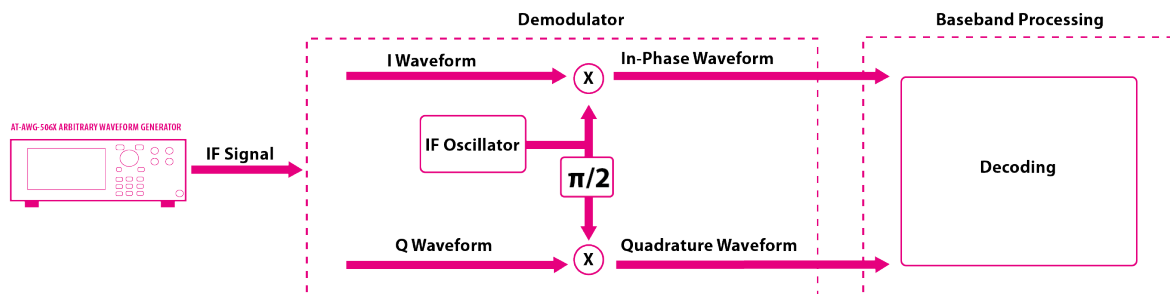 Demodulator
Baseband Processing
I Waveform
In-Phase Waveform
X
AT-AWG-506X ARBITRARY WAVEFORM GENERATOR
IF Signal
IF Oscillator
π/2
Decoding
Q Waveform
Quadrature Waveform
X